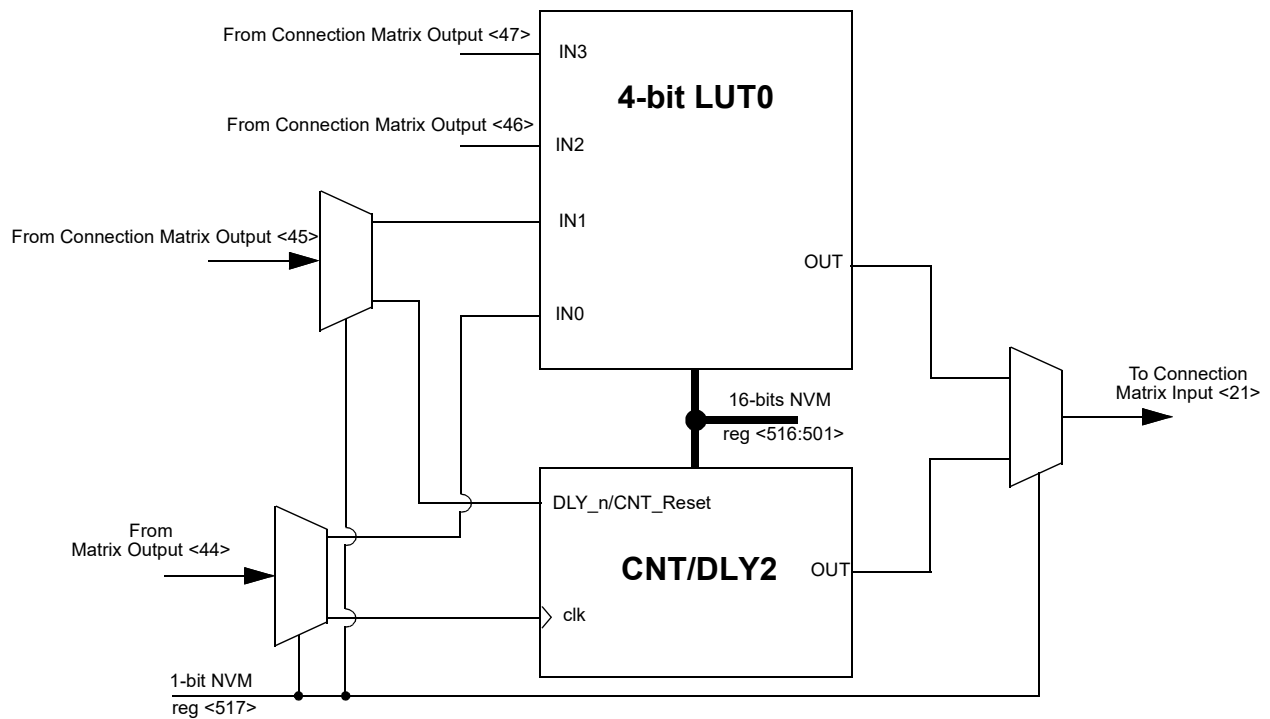 From Connection Matrix Output <47>
IN3
4-bit LUT0
From Connection Matrix Output <46>
IN2
IN1
From Connection Matrix Output <45>
OUT
IN0
To Connection
Matrix Input <21>
16-bits NVM
reg <516:501>
DLY_n/CNT_Reset
From
Matrix Output <44>
CNT/DLY2
OUT
clk
1-bit NVM
reg <517>